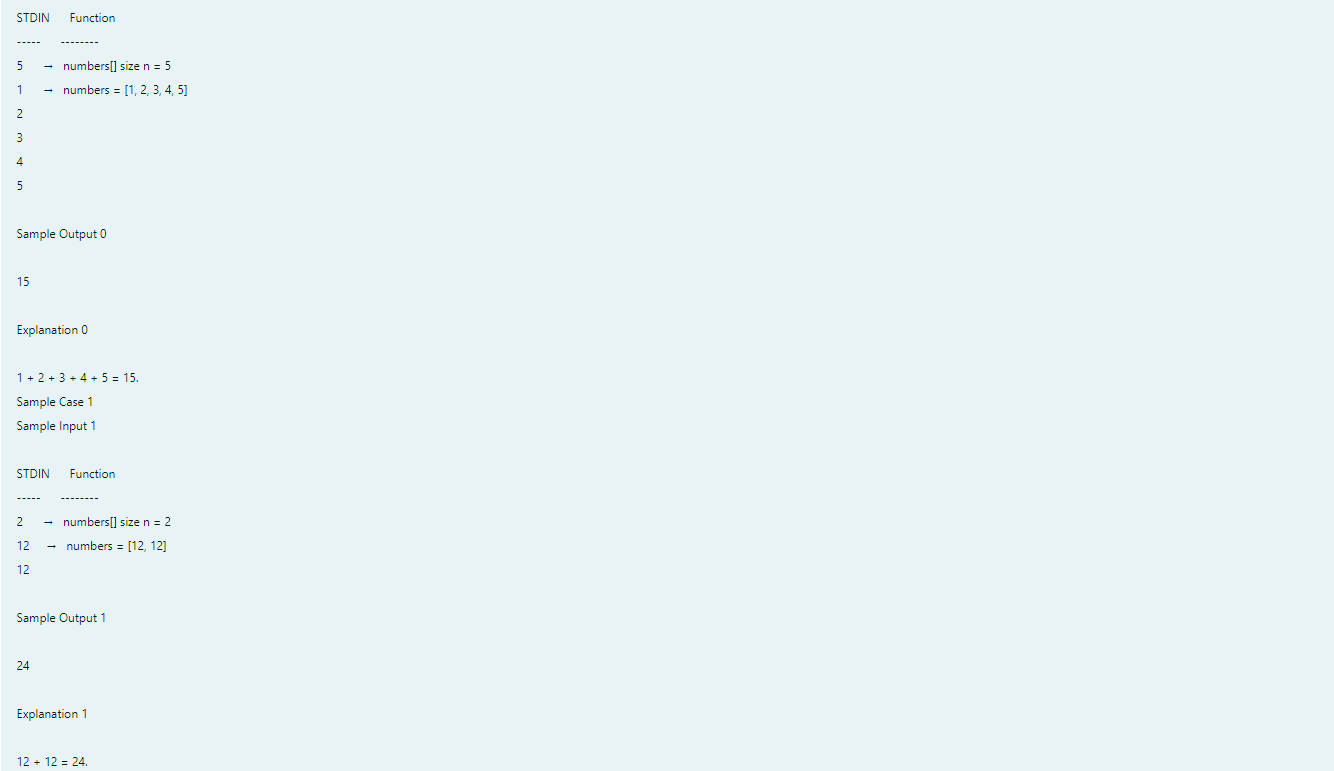 STDIN Function
----- --------
5 → numbers[] size n = 5
1 → numbers = [1, 2, 3, 4, 5]
2
3
4
5
Sample Output 0
15
Explanation 0
1 + 2 + 3 + 4 + 5 = 15.
Sample Case 1
Sample Input 1
STDIN Function
----- --------
2 → numbers[] size n = 2
12 → numbers = [12, 12]
12
Sample Output 1
24
Explanation 1
12 + 12 = 24.